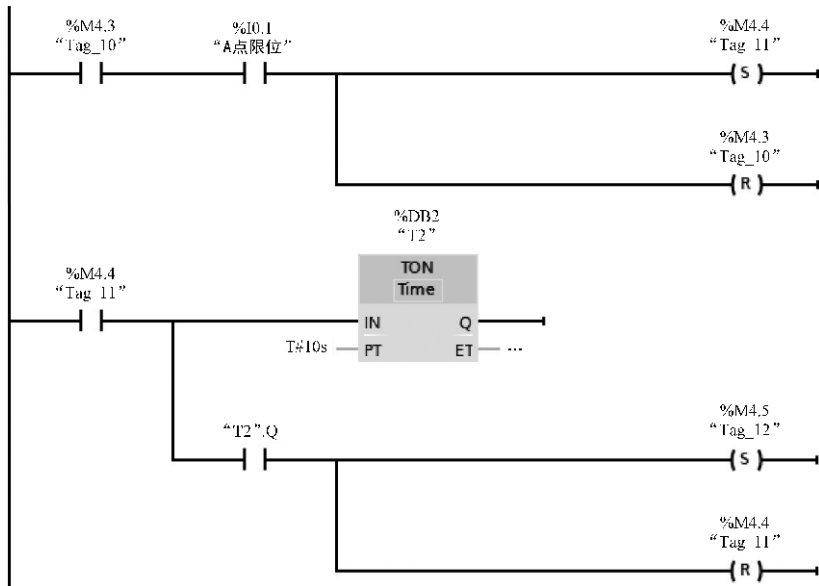 %M4.3
“Tag_10”
%I0.1
“A点限位”
%M4.4
“Tag_11”
S
%M4.3
“Tag_10”
R
%DB2
“T2”
TON
Time
%M4.4
“Tag_11”
IN
Q
T#10s
PT
ET
...
“T2”.Q
%M4.5
“Tag_12”
S
%M4.4
“Tag_11”
R